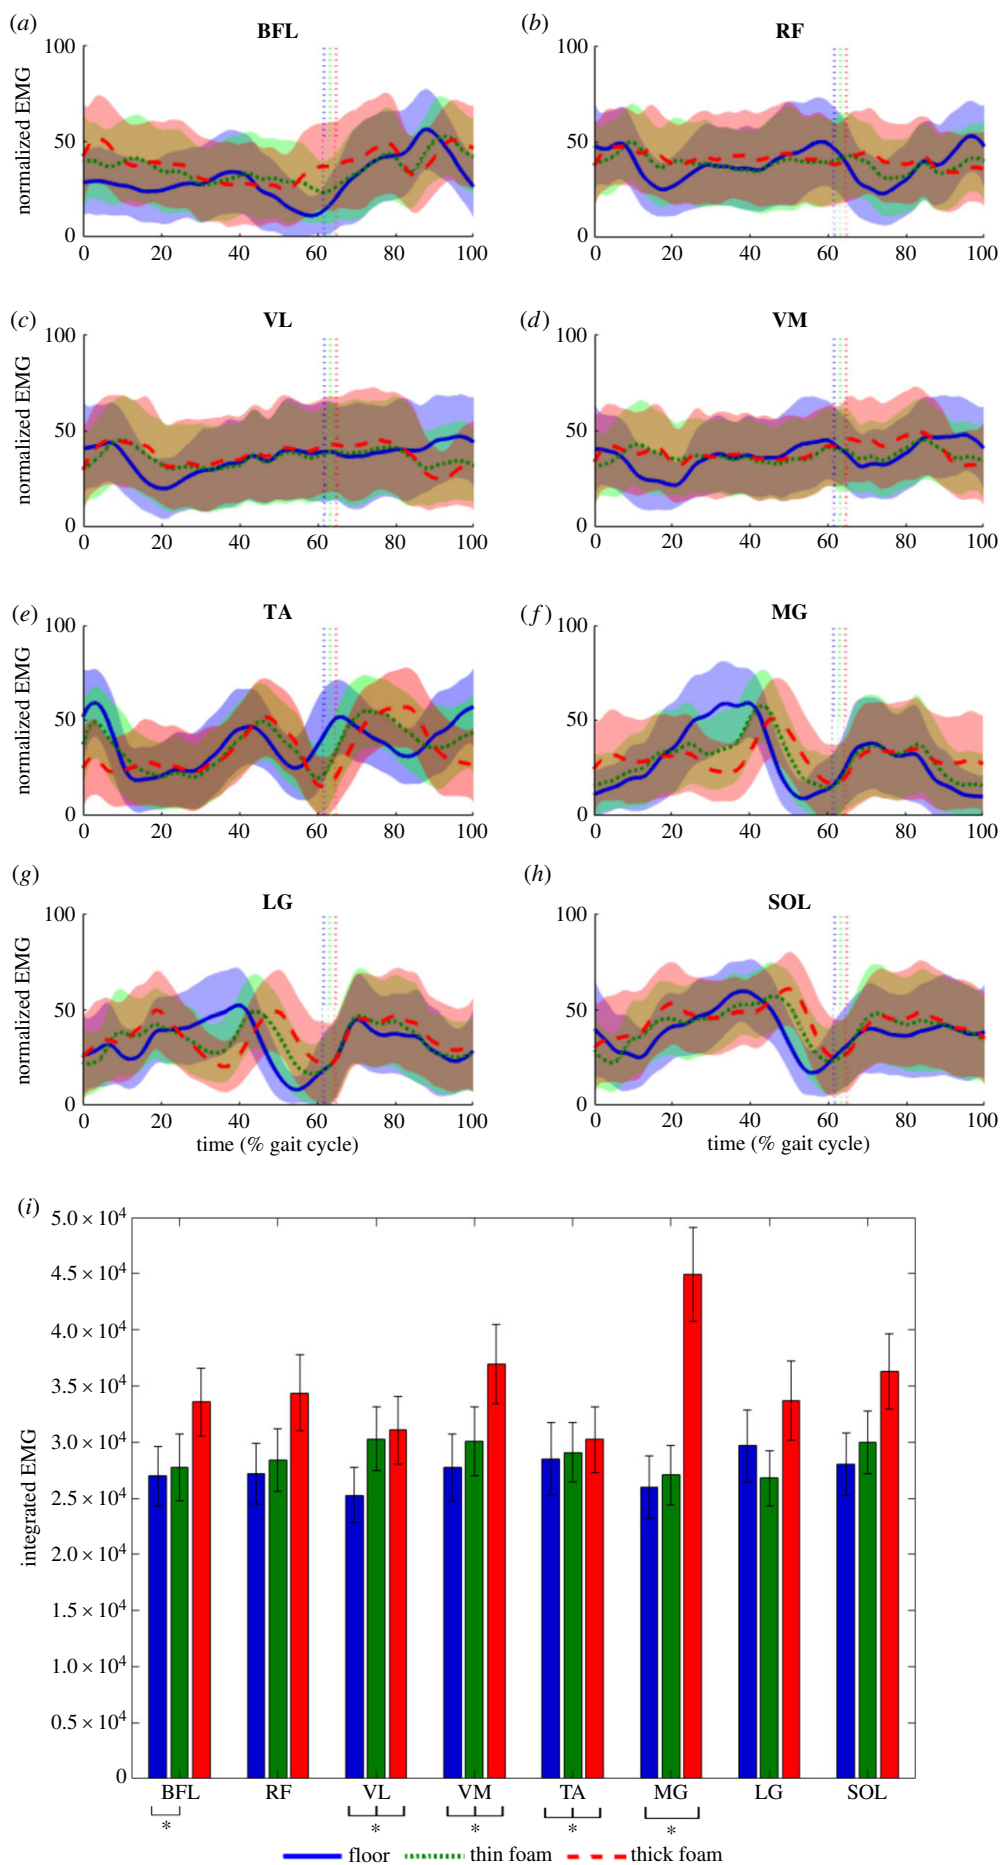 (a) BFL (b) RF
100 100
normalized EMG 50 50
0 0
0 20 40 60 80 100 0 20 40 60 80 100
(c) VL (d) VM
100 100
normalized EMG 50 50
0 0
0 20 40 60 80 100 0 20 40 60 80 100
(e) TA (f) MG
100 100
normalized EMG 50 50
0 0
0 20 40 60 80 100 0 20 40 60 80 100
(g) LG (h) SOL
100 100
normalized EMG 50 50
0 0
0 20 40 60 80 100 0 20 40 60 80 100
time (% gait cycle) time (% gait cycle)
(i)
5.0 × 10⁴
4.5 × 10⁴
4.0 × 10⁴
3.5 × 10⁴
3.0 × 10⁴
integrated EMG
2.5 × 10⁴
2.0 × 10⁴
1.5 × 10⁴
1.0 × 10⁴
0.5 × 10⁴
0
BFL RF VL VM TA MG LG SOL
* * * * *
floor thin foam thick foam